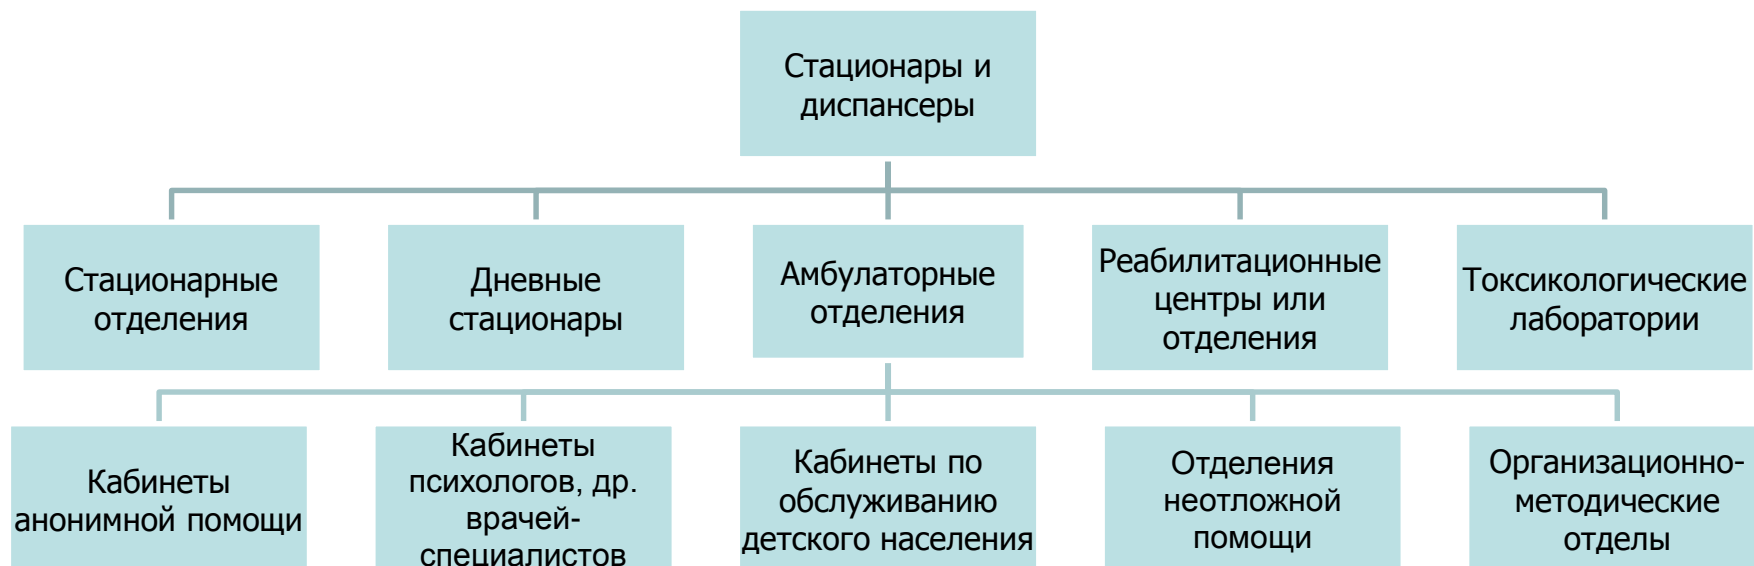 Стационары и
диспансеры
Стационарные
отделения
Дневные
стационары
Амбулаторные
отделения
Реабилитационные
центры или
отделения
Токсикологические
лаборатории
Кабинеты
анонимной помощи
Кабинеты
психологов, др.
врачей-
специалистов
Кабинеты по
обслуживанию
детского населения
Отделения
неотложной
помощи
Организационно-
методические
отделы